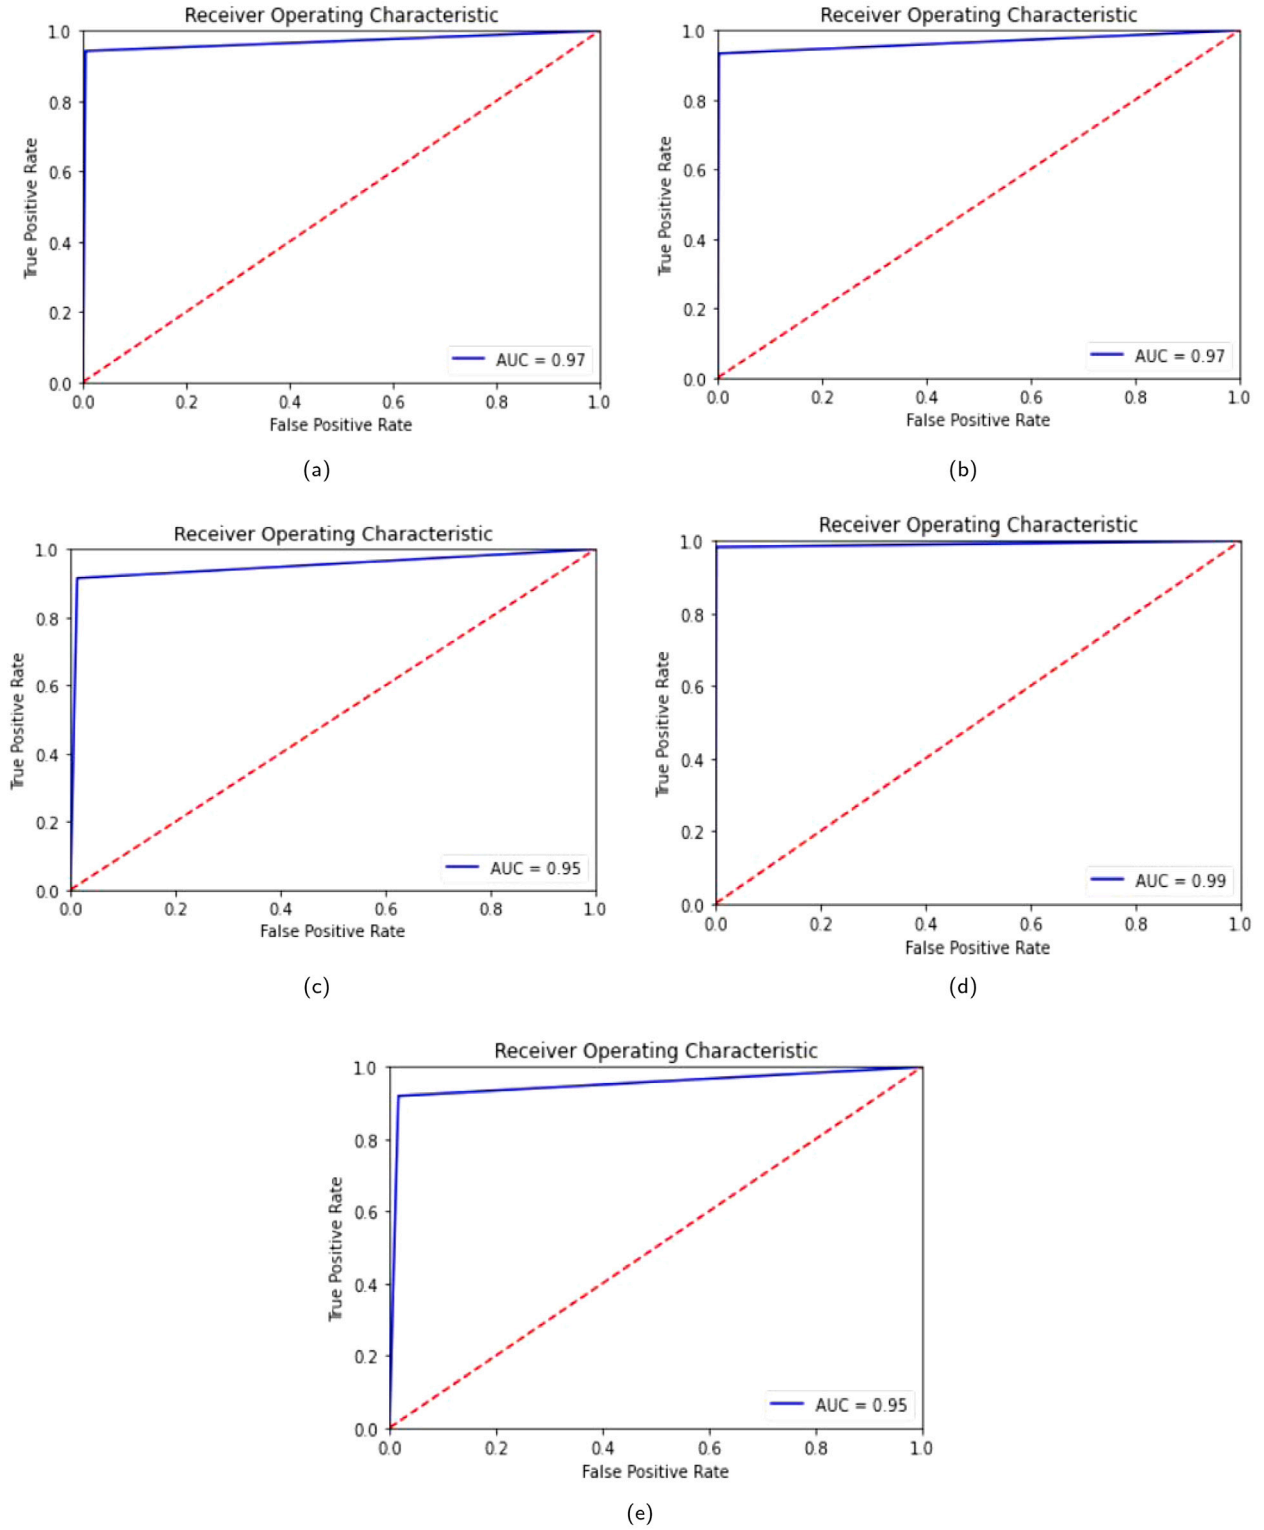 Receiver Operating Characteristic
1.0
0.8
0.6
0.4
0.2
0.0
True Positive Rate
AUC = 0.97
0.0 0.2 0.4 0.6 0.8 1.0
False Positive Rate
(a)
Receiver Operating Characteristic
1.0
0.8
0.6
0.4
0.2
0.0
True Positive Rate
AUC = 0.97
0.0 0.2 0.4 0.6 0.8 1.0
False Positive Rate
(b)
Receiver Operating Characteristic
1.0
0.8
0.6
0.4
0.2
0.0
True Positive Rate
AUC = 0.95
0.0 0.2 0.4 0.6 0.8 1.0
False Positive Rate
(c)
Receiver Operating Characteristic
1.0
0.8
0.6
0.4
0.2
0.0
True Positive Rate
AUC = 0.99
0.0 0.2 0.4 0.6 0.8 1.0
False Positive Rate
(d)
Receiver Operating Characteristic
1.0
0.8
0.6
0.4
0.2
0.0
True Positive Rate
AUC = 0.95
0.0 0.2 0.4 0.6 0.8 1.0
False Positive Rate
(e)